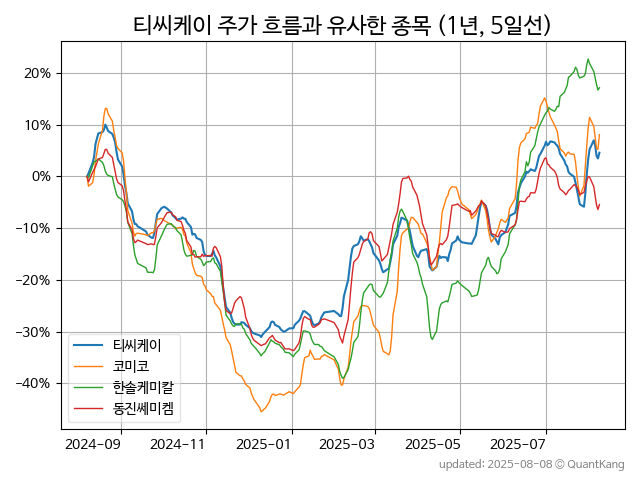 티씨케이 주가 흐름과 유사한 종목 (1년, 5일선)
20%
10%
0%
−10%
−20%
−30%
−40%
티씨케이
코미코
한솔케미칼
동진쎄미켐
2024-09
2024-11
2025-01
2025-03
2025-05
2025-07
updated: 2025-08-08 © QuantKang